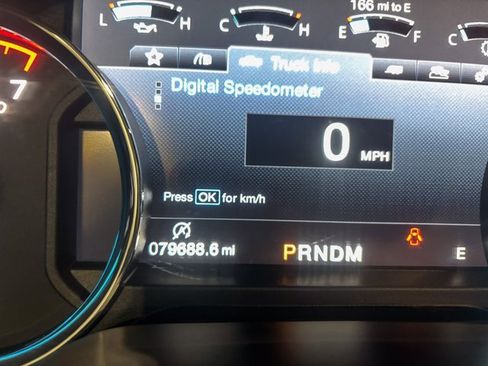 166 mi to E
L H C H E F C
Truck Info
Digital Speedometer
7
0 MPH
Press OK for km/h
079688.6 mi PRNDM E